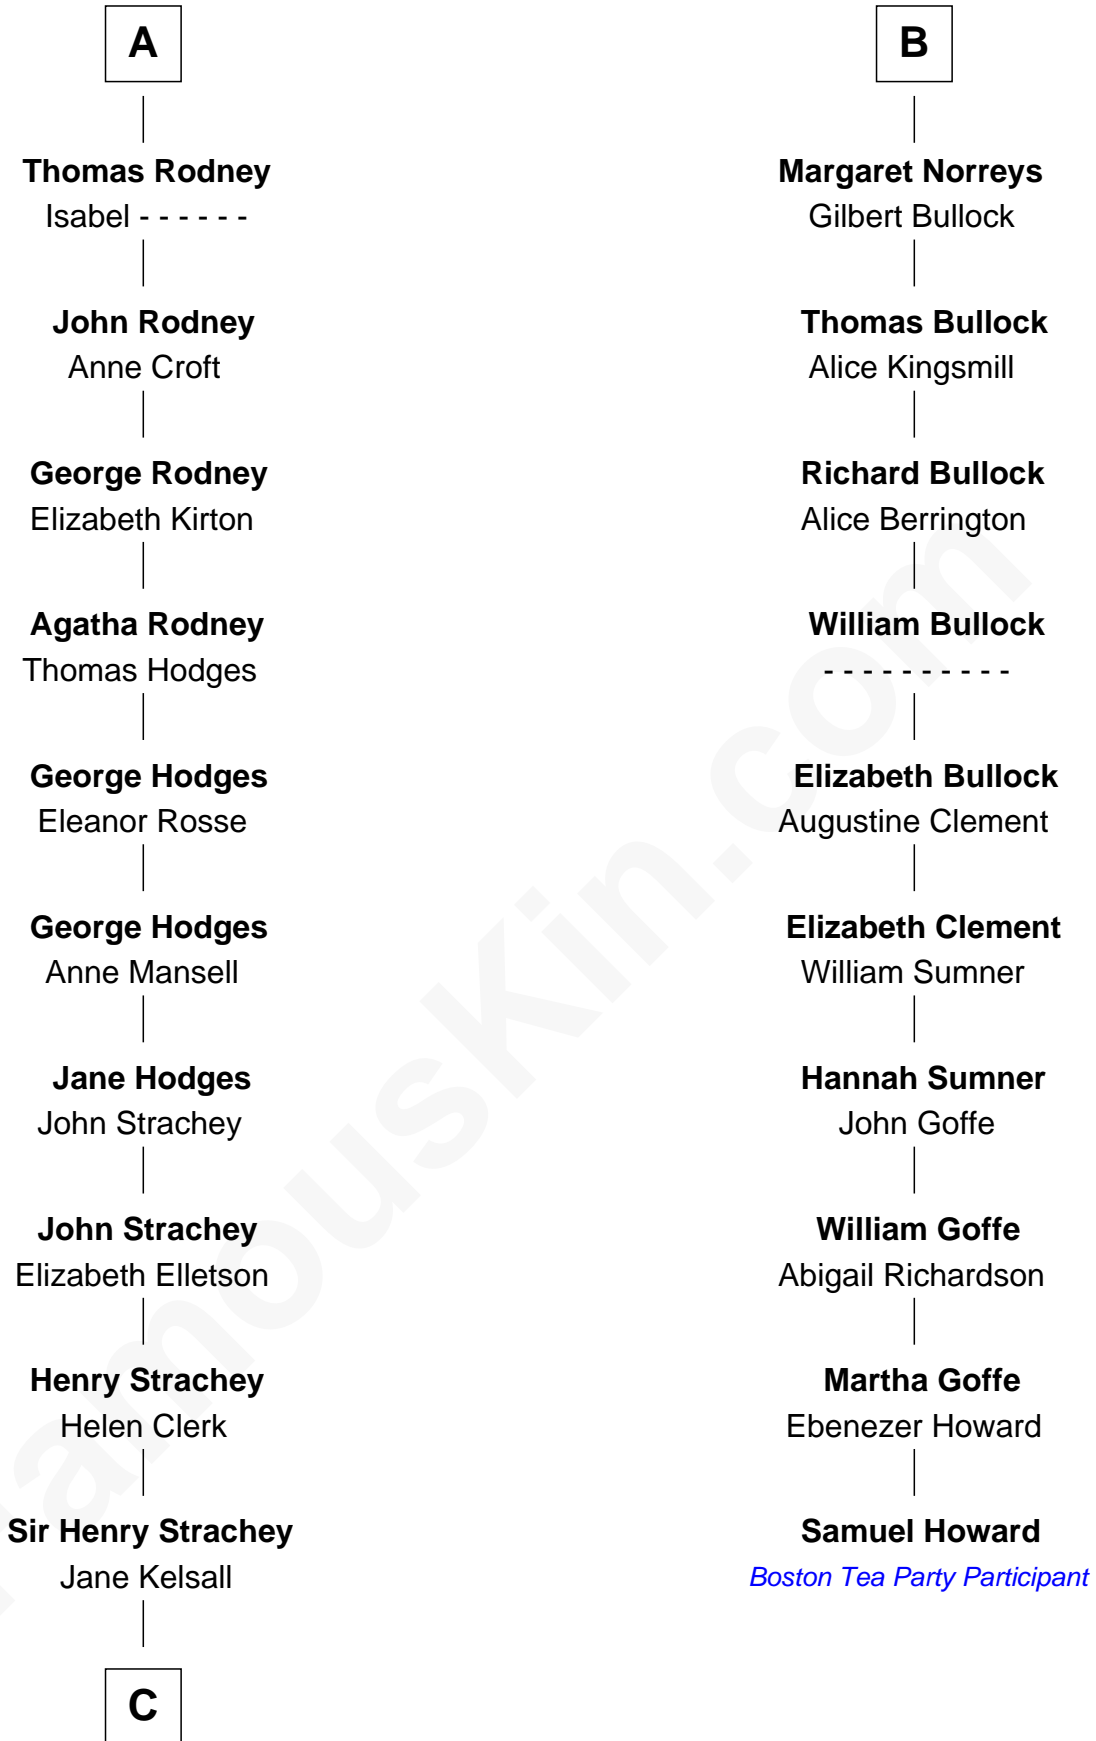 A
Thomas Rodney
Isabel - - - - - -
John Rodney
Anne Croft
George Rodney
Elizabeth Kirton
Agatha Rodney
Thomas Hodges
George Hodges
Eleanor Rosse
George Hodges
Anne Mansell
Jane Hodges
John Strachey
John Strachey
Elizabeth Elletson
Henry Strachey
Helen Clerk
Sir Henry Strachey
Jane Kelsall
C
B
Margaret Norreys
Gilbert Bullock
Thomas Bullock
Alice Kingsmill
Richard Bullock
Alice Berrington
William Bullock
- - - - - - - - - -
Elizabeth Bullock
Augustine Clement
Elizabeth Clement
William Sumner
Hannah Sumner
John Goffe
William Goffe
Abigail Richardson
Martha Goffe
Ebenezer Howard
Samuel Howard
Boston Tea Party Participant
FamousKin.com